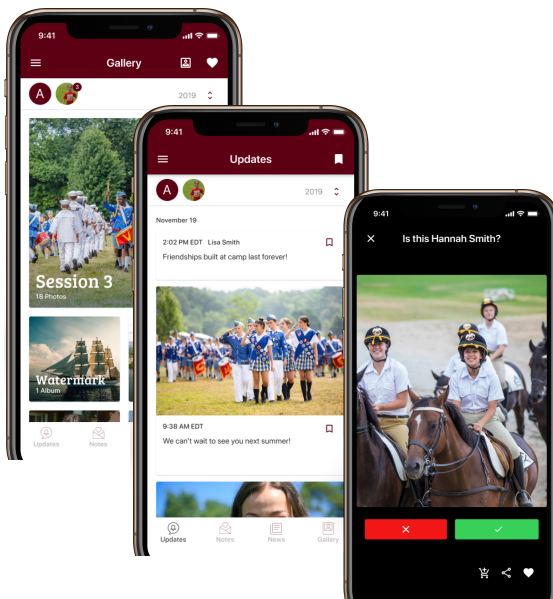 9:41
Gallery
A
3
2019
Session 3
18 Photos
Watermark
1 Album
Updates
Notes
9:41
Updates
A
2019
November 19
2:02 PM EDT Lisa Smith
Friendships built at camp last forever!
9:38 AM EDT
We can't wait to see you next summer!
Updates
Notes
News
Gallery
9:41
Is this Hannah Smith?